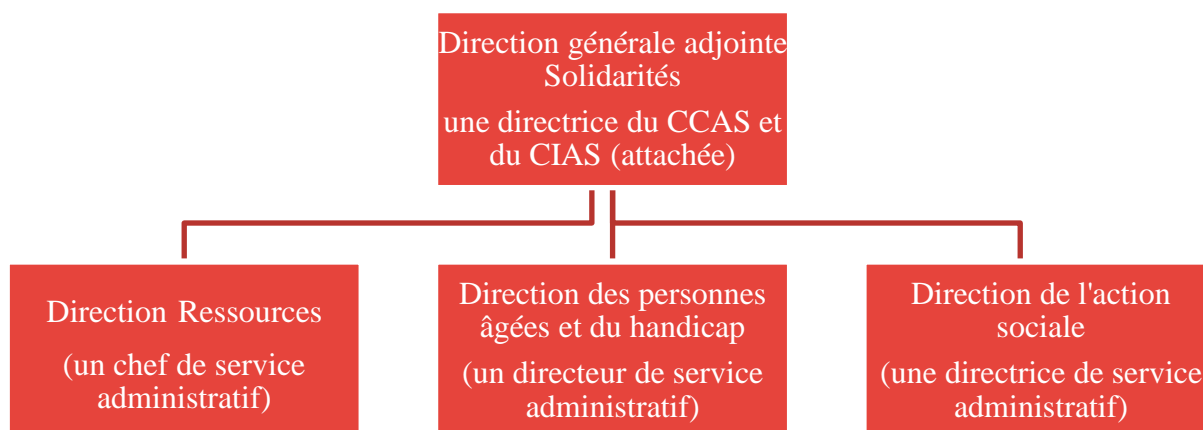 Direction générale adjointe
Solidarités
une directrice du CCAS et
du CIAS (attachée)
Direction Ressources
(un chef de service
administratif)
Direction des personnes
âgées et du handicap
(un directeur de service
administratif)
Direction de l'action
sociale
(une directrice de service
administratif)